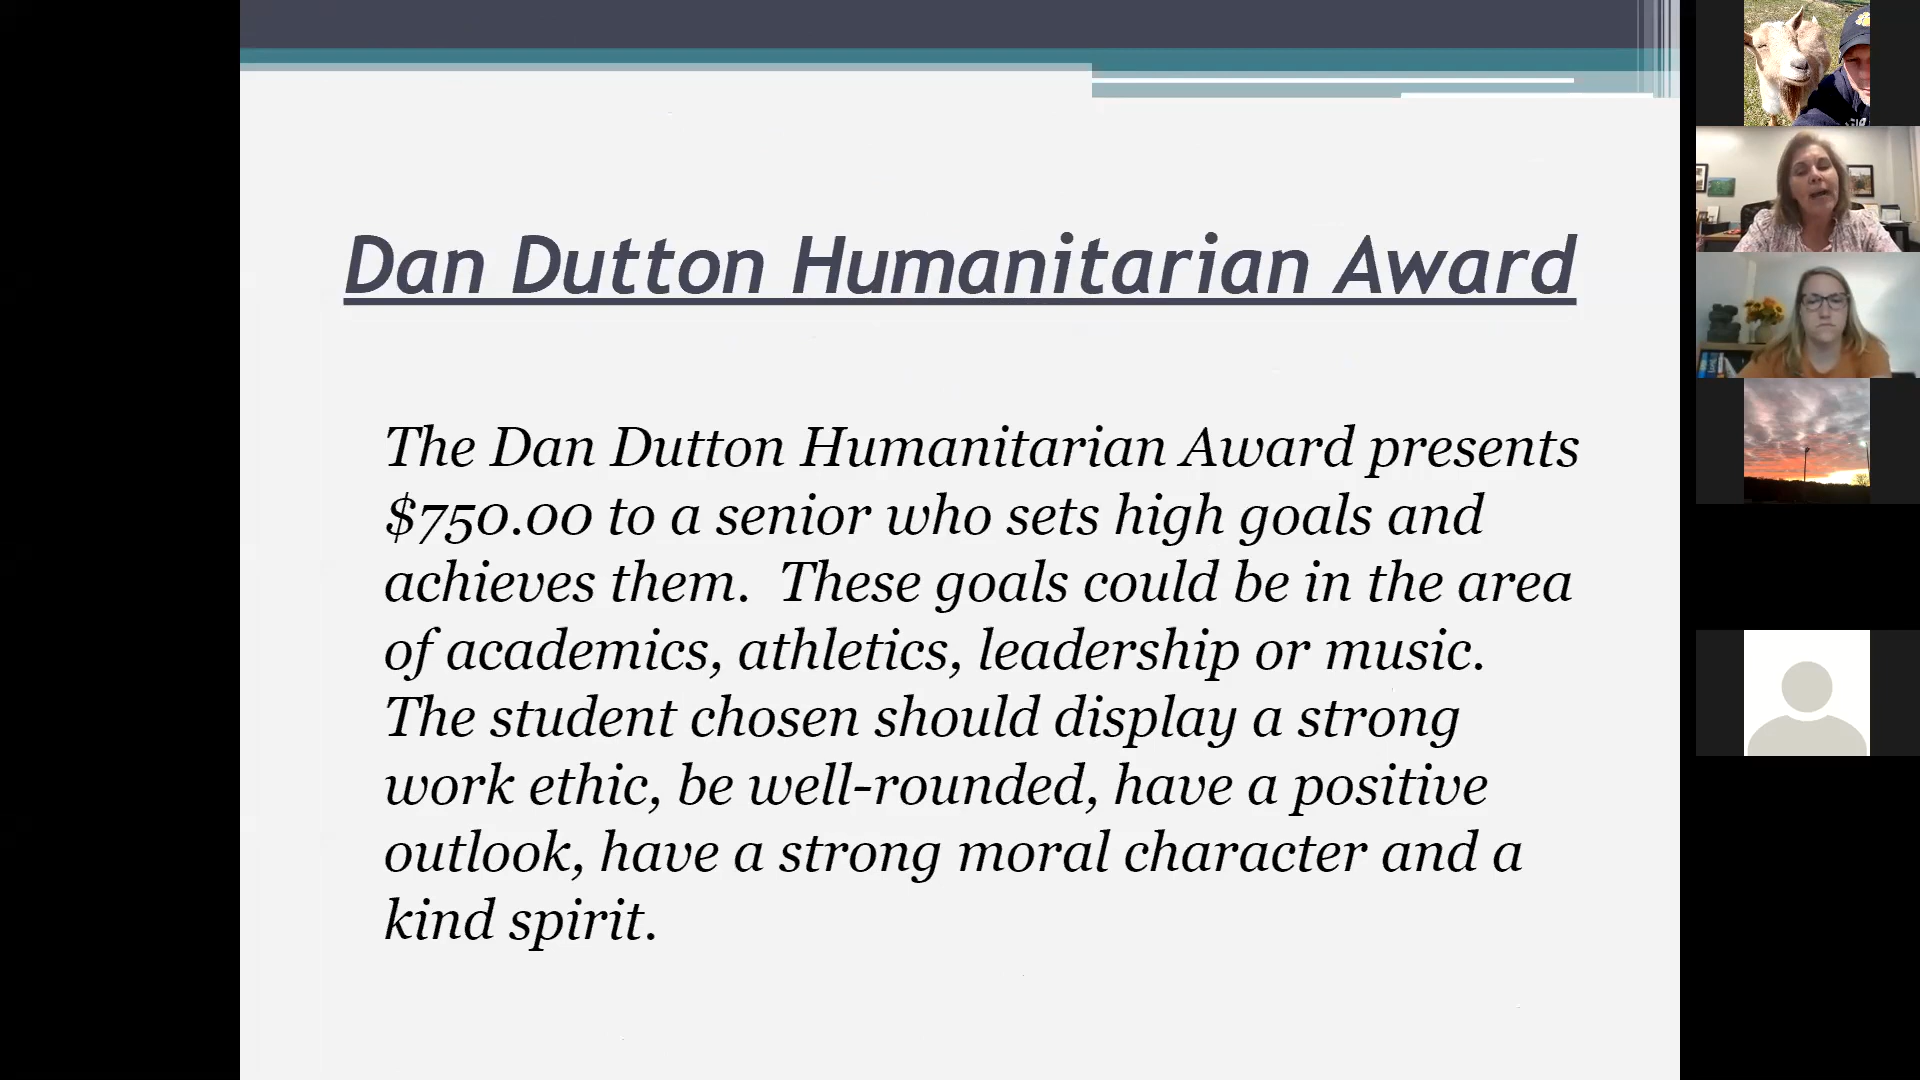 Dan Dutton Humanitarian Award
The Dan Dutton Humanitarian Award presents
$750.00 to a senior who sets high goals and
achieves them.  These goals could be in the area
of academics, athletics, leadership or music.
The student chosen should display a strong
work ethic, be well-rounded, have a positive
outlook, have a strong moral character and a
kind spirit.